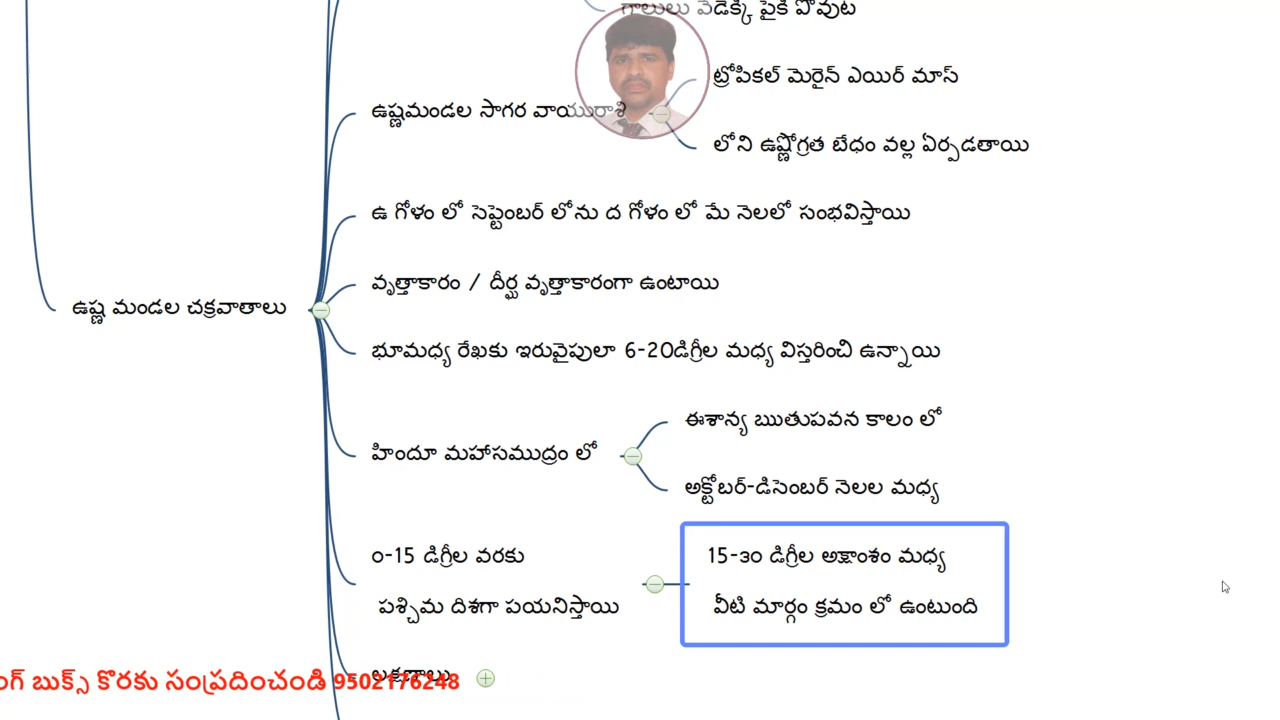 గాలులు వేడెక్కి పైకి పోవుట
ట్రోపికల్ మెరైన్ ఎయిర్ మాస్
ఉష్ణమండల సాగర వాయురాశి
లోని ఉష్ణోగ్రత బేధం వల్ల ఏర్పడతాయి
ఉ గోళం లో సెప్టెంబర్ లోను ద గోళం లో మే నెలలో సంభవిస్తాయి
వృత్తాకారం / దీర్ఘ వృత్తాకారంగా ఉంటాయి
ఉష్ణ మండల చక్రవాతాలు
భూమధ్య రేఖకు ఇరువైపులా 6-20డిగ్రీల మధ్య విస్తరించి ఉన్నాయి
ఈశాన్య ఋతుపవన కాలం లో
హిందూ మహాసముద్రం లో
అక్టోబర్-డిసెంబర్ నెలల మధ్య
0-15 డిగ్రీల వరకు
పశ్చిమ దిశగా పయనిస్తాయి
15-30 డిగ్రీల అక్షాంశం మధ్య
వీటి మార్గం క్రమం లో ఉంటుంది
లక్షణాలు
బుక్స్ కొరకు సంప్రదించండి 9502176248